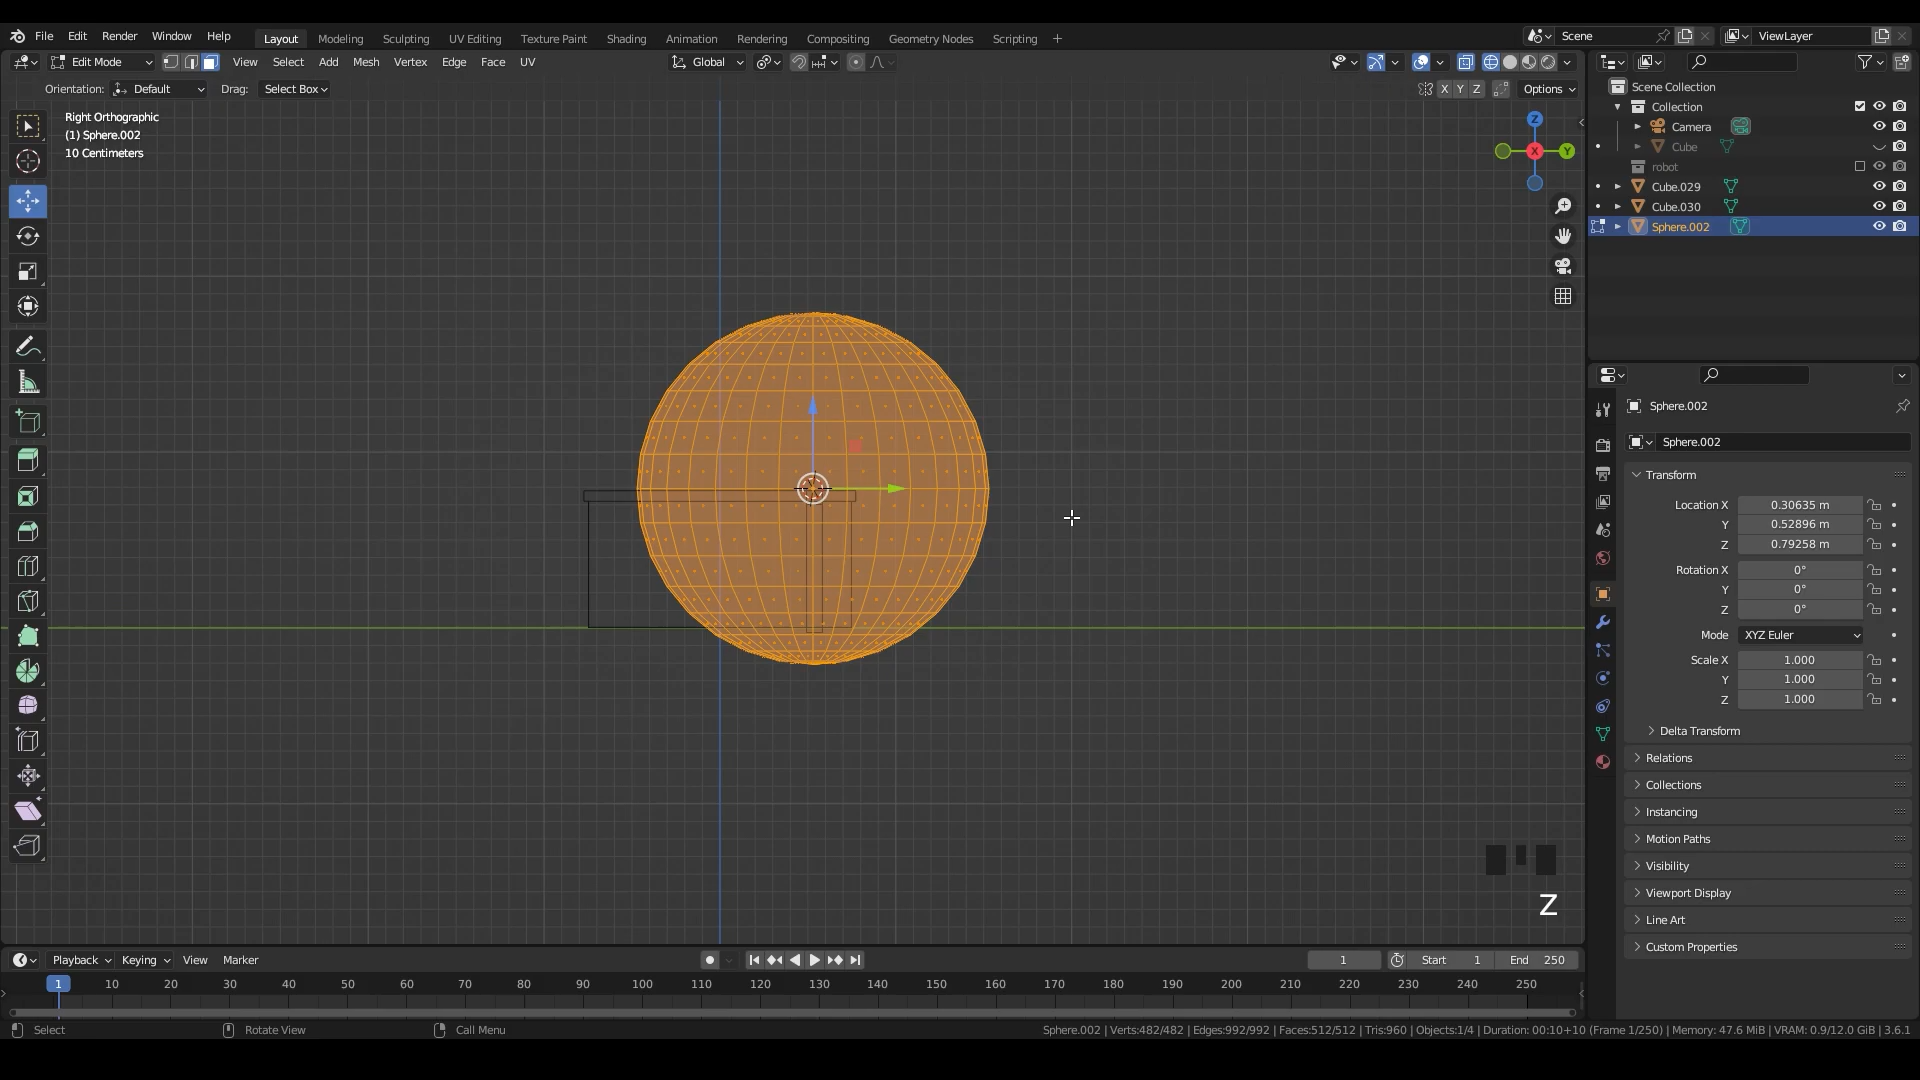 File Edit Render Window Help Layout Modeling Sculpting UV Editing Texture Paint Shading Animation Rendering Compositing Geometry Nodes Scripting + Scene ViewLayer
Edit Mode View Select Add Mesh Vertex Edge Face UV Global
Orientation: Default Drag: Select Box X Y Z Options
Right Orthographic
(1) Sphere.002
10 Centimeters
Z
X
Y
Scene Collection
Collection
Camera
Cube
robot
Cube.029
Cube.030
Sphere.002
Sphere.002
Sphere.002
Transform
Location X 0.30635 m
Y 0.52896 m
Z 0.79258 m
Rotation X 0°
Y 0°
Z 0°
Mode XYZ Euler
Scale X 1.000
Y 1.000
Z 1.000
Delta Transform
Relations
Collections
Instancing
Motion Paths
Visibility
Viewport Display
Line Art
Custom Properties
Z
Playback Keying View Marker 1 Start 1 End 250
1 10 20 30 40 50 60 70 80 90 100 110 120 130 140 150 160 170 180 190 200 210 220 230 240 250
Select Rotate View Call Menu Sphere.002 | Verts:482/482 | Edges:992/992 | Faces:512/512 | Tris:960 | Objects:1/4 | Duration: 00:10+10 (Frame 1/250) | Memory: 47.6 MiB | VRAM: 0.9/12.0 GiB | 3.6.1